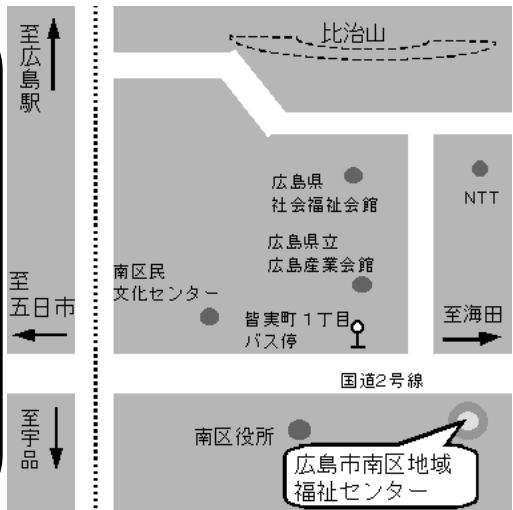 至広島駅
比治山
広島県
社会福祉会館
NTT
広島県立
広島産業会館
南区民
文化センター
至
五日市
皆実町1丁目
バス停
至海田
国道2号線
至宇品
南区役所
広島市南区地域
福祉センター